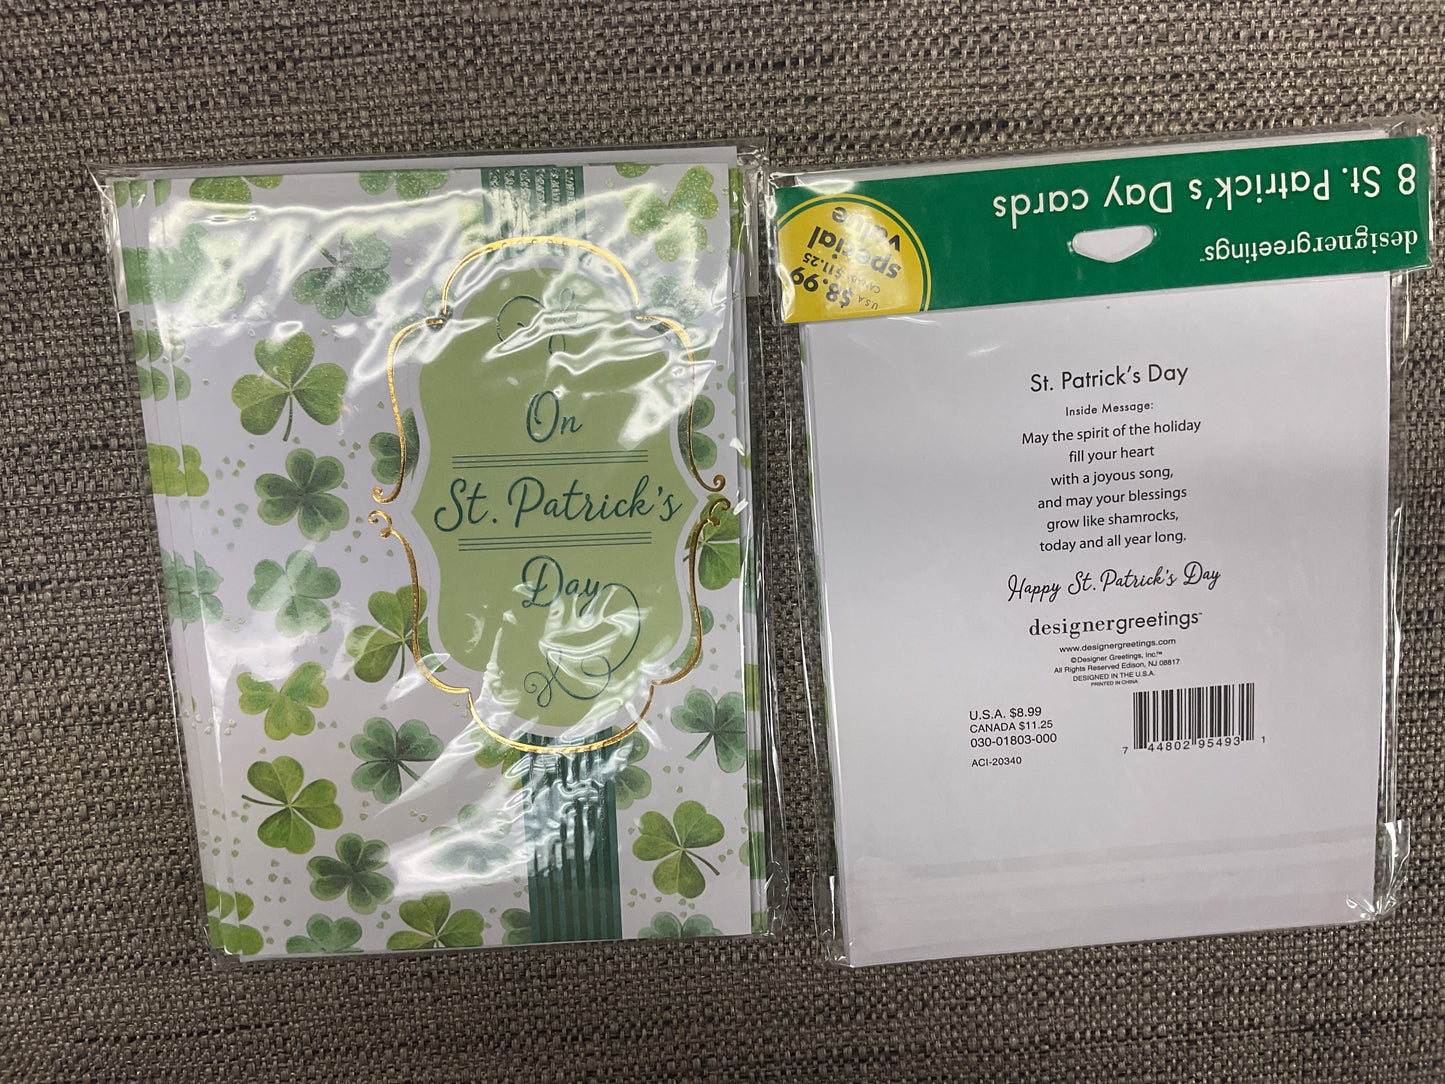 On
St. Patrick's
Day
8 St. Patrick's Day cards
designergreetings™
special
value
U.S.A.
$8.99
CANADA $11.25
St. Patrick's Day
Inside Message:
May the spirit of the holiday
fill your heart
with a joyous song,
and may your blessings
grow like shamrocks,
today and all year long.
Happy St. Patrick's Day
designergreetings™
www.designergreetings.com
©Designer Greetings, Inc.™
All Rights Reserved Edison, NJ 08817
DESIGNED IN THE U.S.A.
PRINTED IN CHINA
U.S.A. $8.99
CANADA $11.25
030-01803-000
ACI-20340
7 44802 95493 1